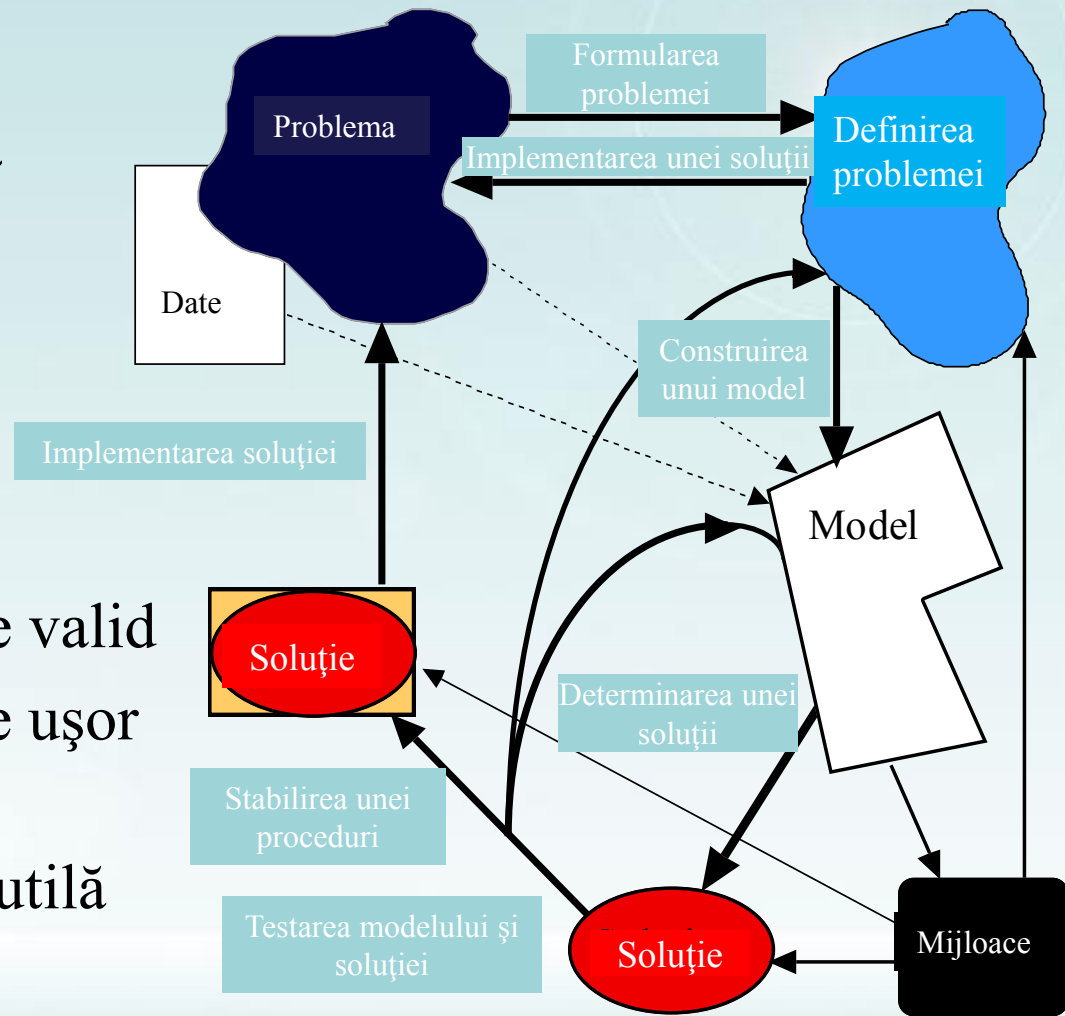 Formularea
problemei
Problema
Definirea
problemei
Implementarea unei soluţii
Date
Construirea
unui model
Implementarea soluţiei
Model
e valid
Soluţie
e uşor
Determinarea unei
soluţii
Stabilirea unei
proceduri
utilă
Testarea modelului şi
soluţiei
Soluţie
Mijloace